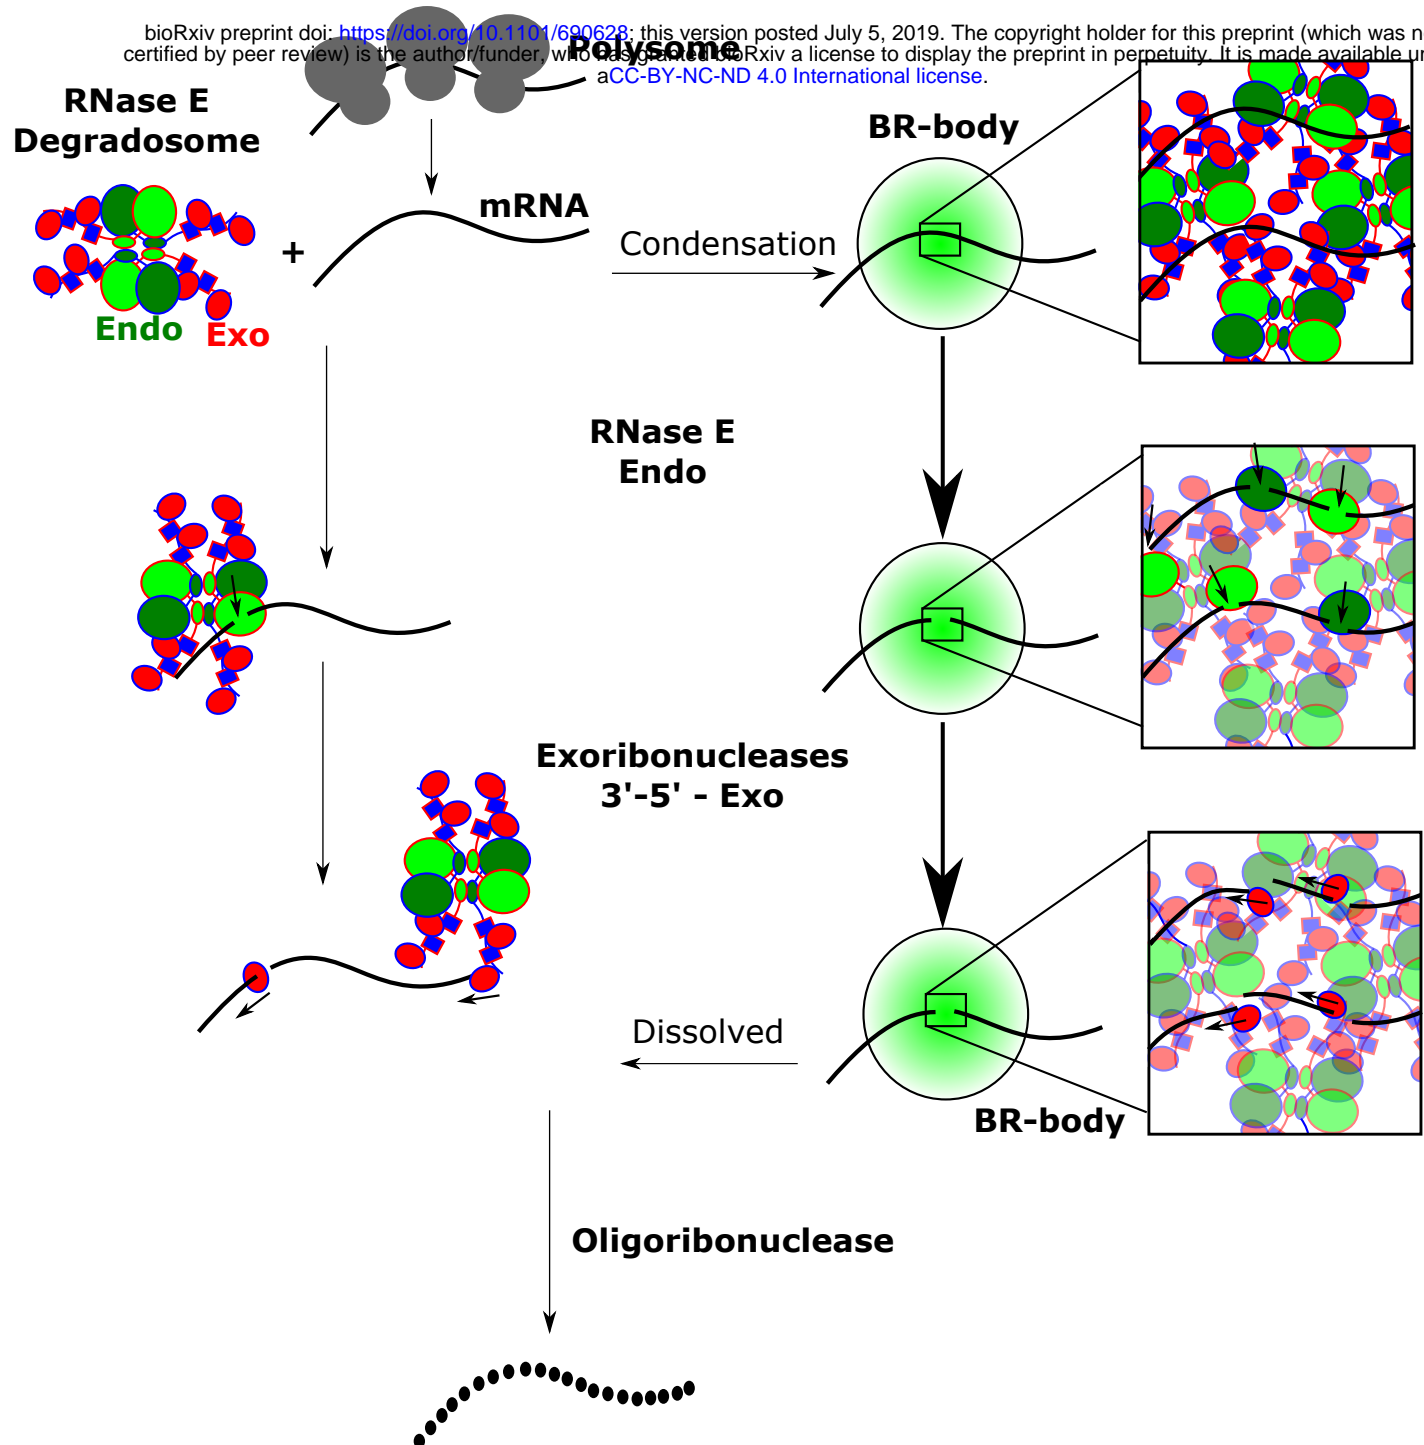 bioRxiv preprint doi: https://doi.org/10.1101/690628; this version posted July 5, 2019. The copyright holder for this preprint (which was
certified by peer review) is the author/funder, who has granted bioRxiv a license to display the preprint in perpetuity. It is made available
aCC-BY-NC-ND 4.0 International license.
Polysome
RNase E
Degradosome
BR-body
mRNA
+
Condensation
Endo
Exo
RNase E
Endo
Exoribonucleases
3'-5' - Exo
Dissolved
BR-body
Oligoribonuclease